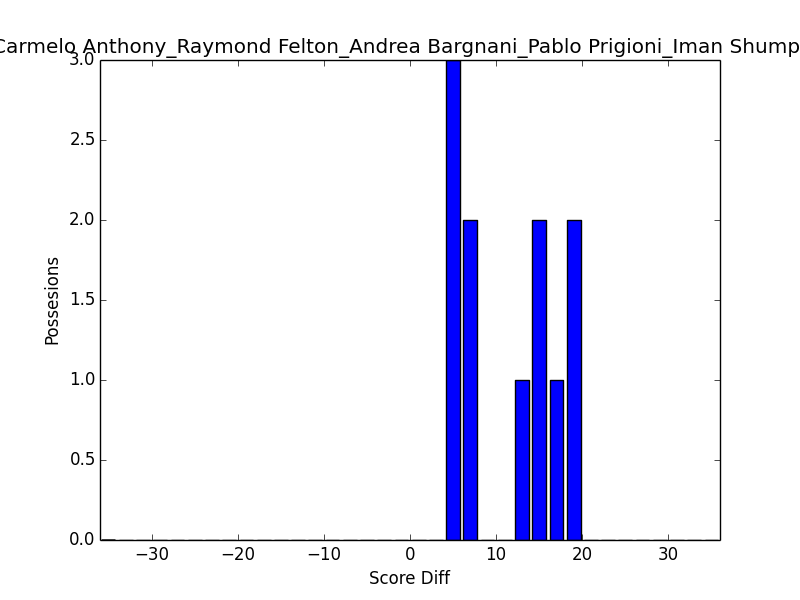 Carmelo Anthony_Raymond Felton_Andrea Bargnani_Pablo Prigioni_Iman Shump
3.0
2.5
2.0
1.5
1.0
0.5
0.0
Possesions
−30 −20 −10 0 10 20 30
Score Diff